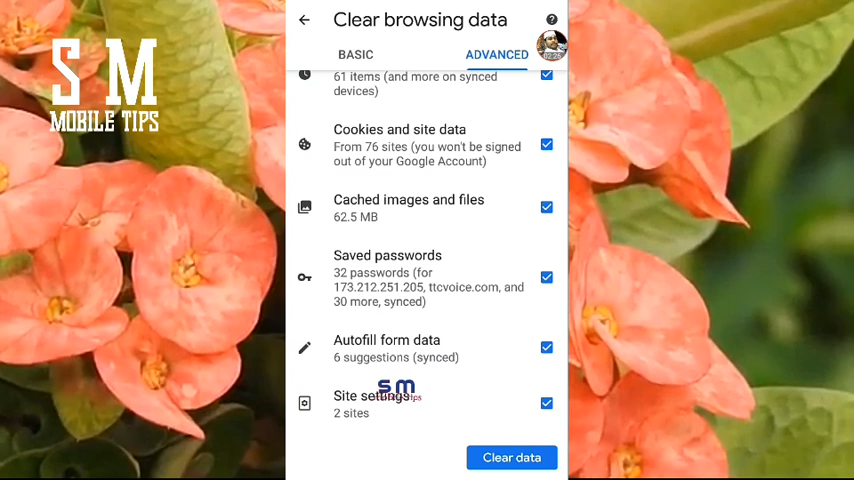 Clear browsing data
BASIC
ADVANCED
S M
MOBILE TIPS
61 items (and more on synced
devices)
Cookies and site data
From 76 sites (you won't be signed
out of your Google Account)
Cached images and files
62.5 MB
Saved passwords
32 passwords (for
173.212.251.205, ttcvoice.com, and
30 more, synced)
Autofill form data
6 suggestions (synced)
Site settings
sm
2 sites
Clear data